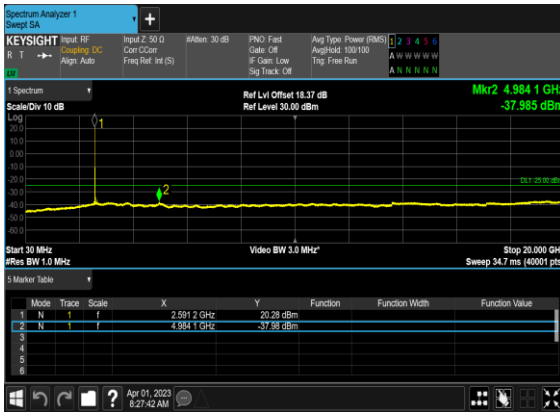 Spectrum Analyzer 1
Swept SA
+
KEYSIGHT Input: RF Input Z: 50 Ω #Atten: 30 dB PNO: Fast Avg Type: Power (RMS) 1 2 3 4 5 6
R T Coupling: DC Corr CCorr Gate: Off Avg|Hold: 100/100 A W W W W W
Align: Auto Freq Ref: Int (S) IF Gain: Low Trig: Free Run
Sig Track: Off A N N N N N
1 Spectrum Ref Lvl Offset 18.37 dB Mkr2 4.984 1 GHz
Scale/Div 10 dB Ref Level 30.00 dBm -37.985 dBm
Log
1
20.0
10.0
0.00
-10.0
-20.0
DL1 -25.00 dBm
-30.0
2
-40.0
-50.0
-60.0
Start 30 MHz Video BW 3.0 MHz* Stop 20.000 GHz
#Res BW 1.0 MHz Sweep 34.7 ms (40001 pts)
5 Marker Table
Mode Trace Scale X Y Function Function Width Function Value
1 N 1 f 2.591 2 GHz 20.28 dBm
2 N 1 f 4.984 1 GHz -37.98 dBm
3
4
5
6
? Apr 01, 2023
8:27:42 AM